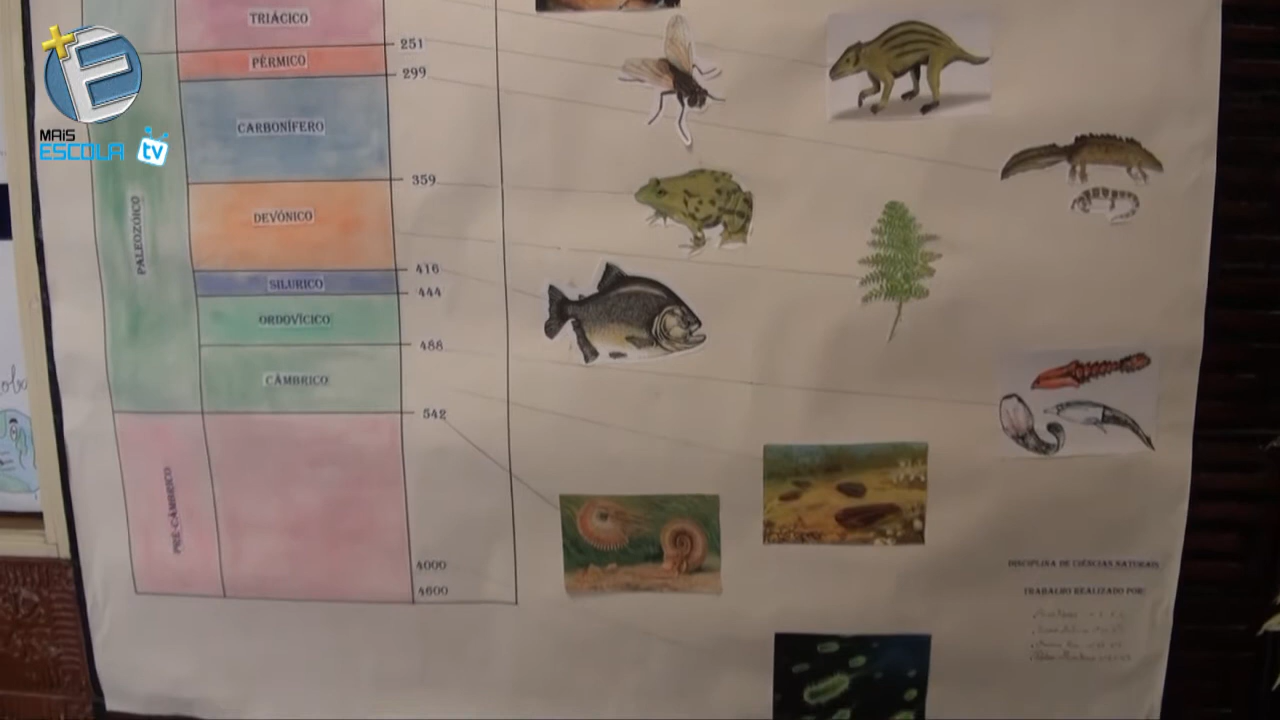 MAIS
ESCOLA tv
TRIÁCICO
251
PÉRMICO
299
CARBONÍFERO
359
PALEOZÓICO
DEVÓNICO
416
SILURICO
444
ORDOVÍCICO
488
CÂMBRICO
542
PRÉ-CÂMBRICO
4000
4600
DISCIPLINA DE CIÊNCIAS NATURAIS
TRABALHO REALIZADO POR: